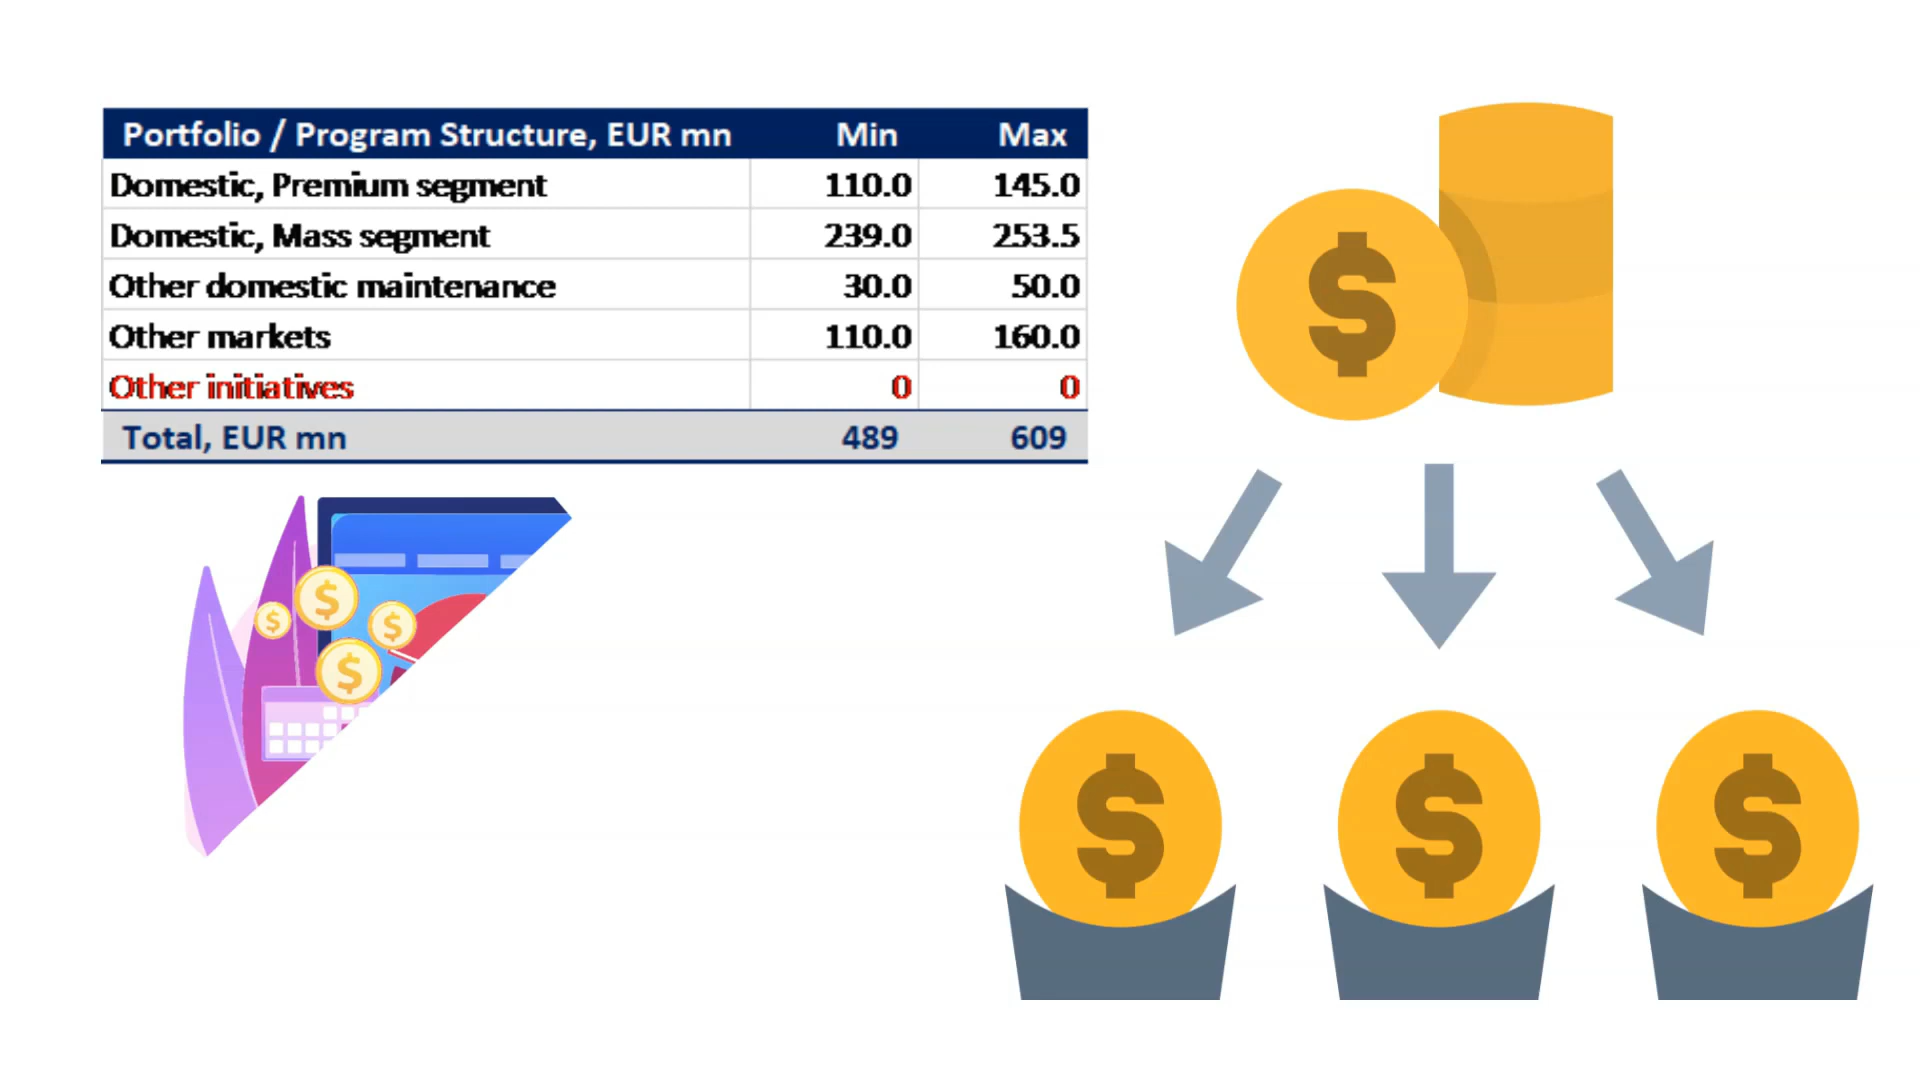 Portfolio / Program Structure, EUR mn Min Max
Domestic, Premium segment 110.0 145.0
Domestic, Mass segment 239.0 253.5
Other domestic maintenance 30.0 50.0
Other markets 110.0 160.0
Other initiatives 0 0
Total, EUR mn 489 609
$
$ $ $
$
$
$
$